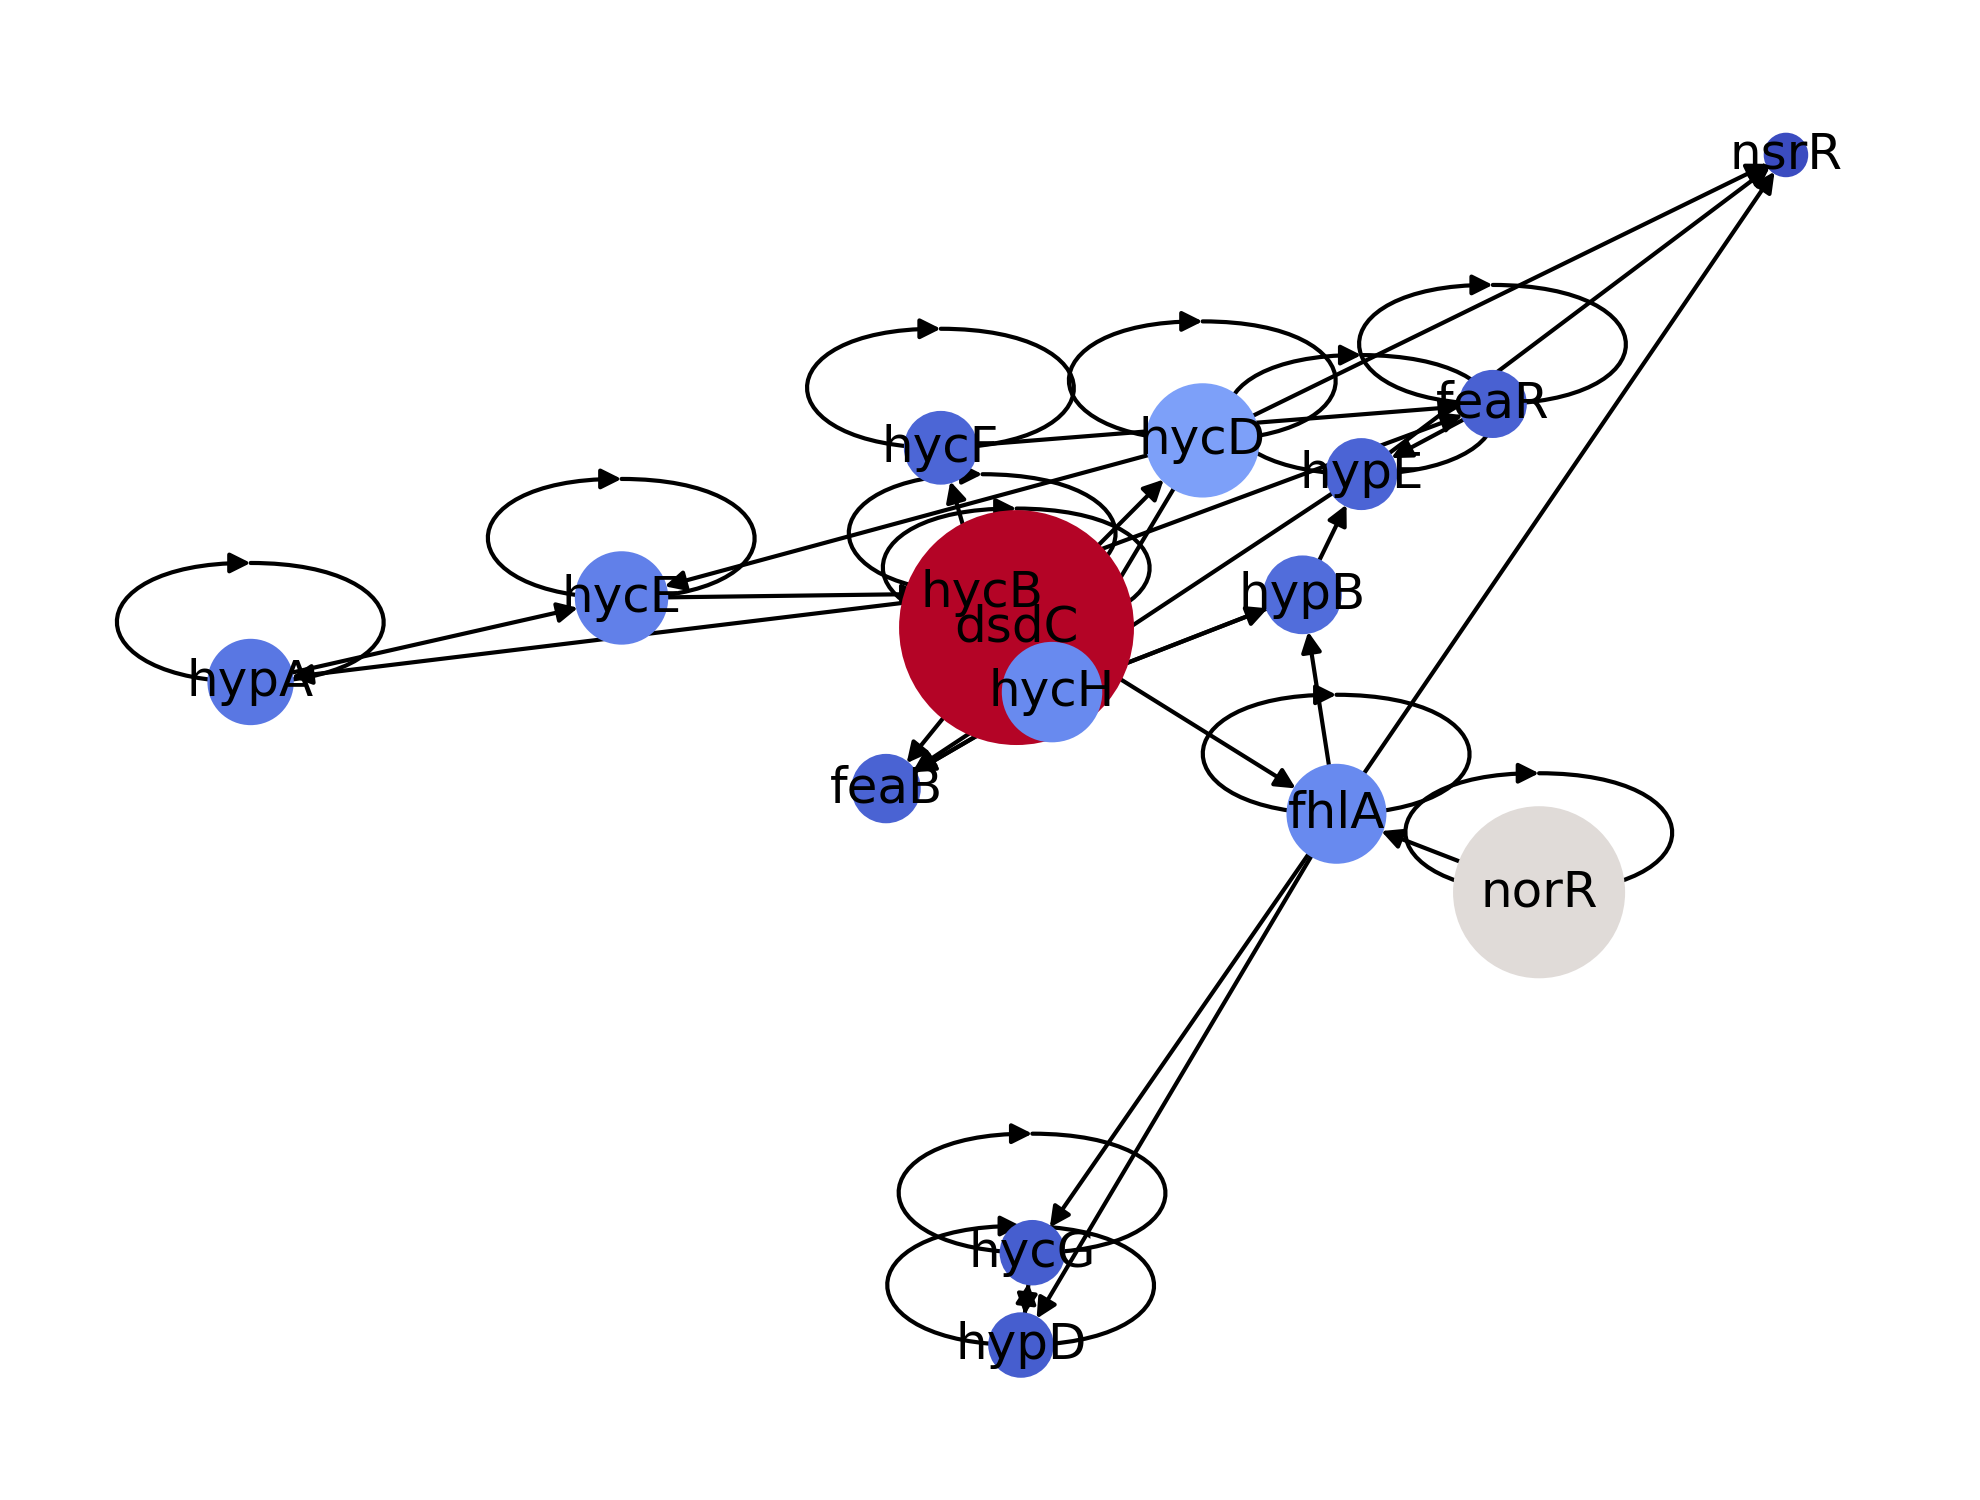 nsrR
feaR
hycD
hycF
hypE
hycB
hypB
hycE
dsdC
hypA
hycH
feaB
fhlA
norR
hycG
hypD